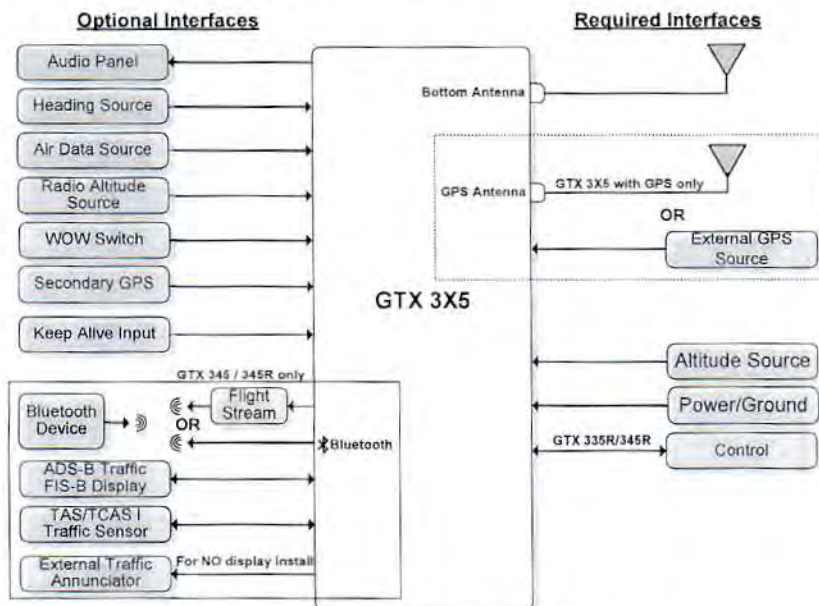 Optional Interfaces
Required Interfaces
Audio Panel
Heading Source
Air Data Source
Radio Altitude
Source
WOW Switch
Secondary GPS
Keep Alive Input
GTX 345 / 345R only
Bluetooth
Device
OR
Flight
Stream
Bluetooth
ADS-B Traffic
FIS-B Display
TAS/TCAS I
Traffic Sensor
External Traffic
Annunciator
For NO display install
GTX 3X5
Bottom Antenna
GPS Antenna
GTX 3X5 with GPS only
OR
External GPS
Source
Altitude Source
Power/Ground
GTX 335R/345R
Control